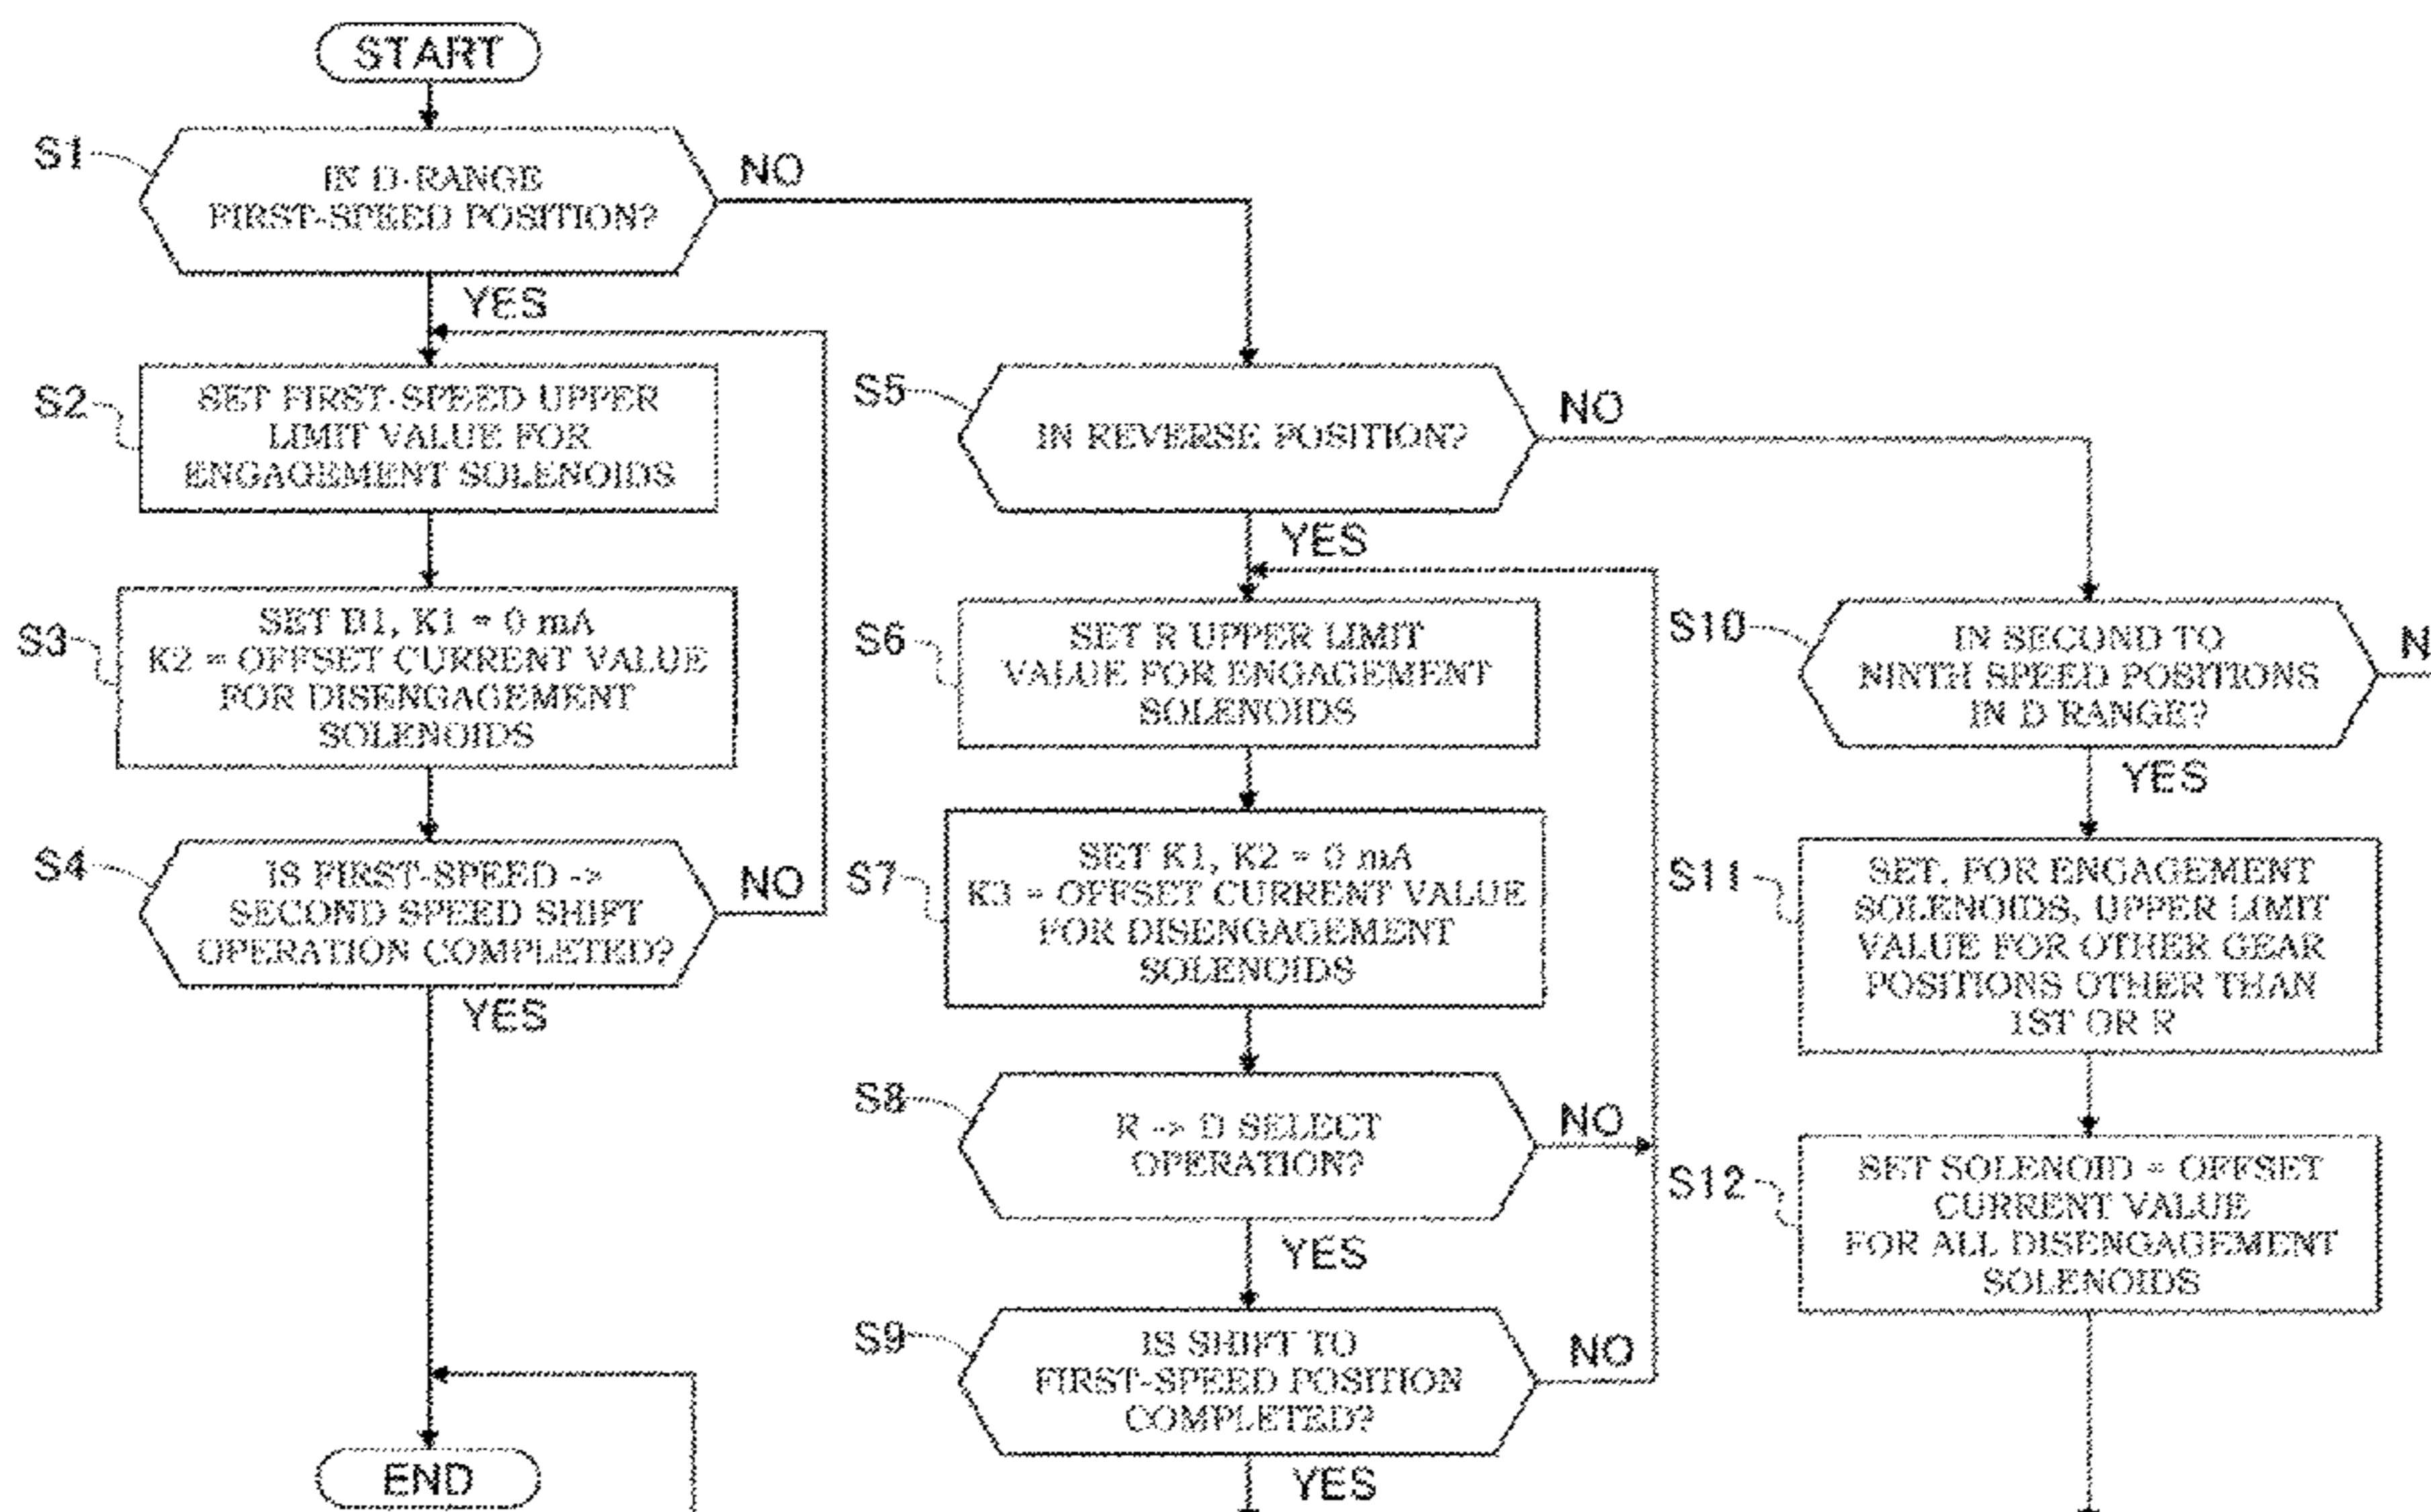 START
S1
IN D-RANGE
FIRST-SPEED POSITION?
NO
YES
S2
SET FIRST-SPEED UPPER
LIMIT VALUE FOR
ENGAGEMENT SOLENOIDS
S3
SET B1, K1 = 0 mA
K2 = OFFSET CURRENT VALUE
FOR DISENGAGEMENT
SOLENOIDS
S4
IS FIRST-SPEED ->
SECOND SPEED SHIFT
OPERATION COMPLETED?
NO
YES
END
S5
IN REVERSE POSITION?
NO
YES
S6
SET R UPPER LIMIT
VALUE FOR ENGAGEMENT
SOLENOIDS
S7
SET K1, K2 = 0 mA
K3 = OFFSET CURRENT VALUE
FOR DISENGAGEMENT
SOLENOIDS
S8
R -> D SELECT
OPERATION?
NO
YES
S9
IS SHIFT TO
FIRST-SPEED POSITION
COMPLETED?
NO
YES
S10
IN SECOND TO
NINTH SPEED POSITIONS
IN D RANGE?
N
YES
S11
SET, FOR ENGAGEMENT
SOLENOIDS, UPPER LIMIT
VALUE FOR OTHER GEAR
POSITIONS OTHER THAN
1ST OR R
S12
SET SOLENOID = OFFSET
CURRENT VALUE
FOR ALL DISENGAGEMENT
SOLENOIDS